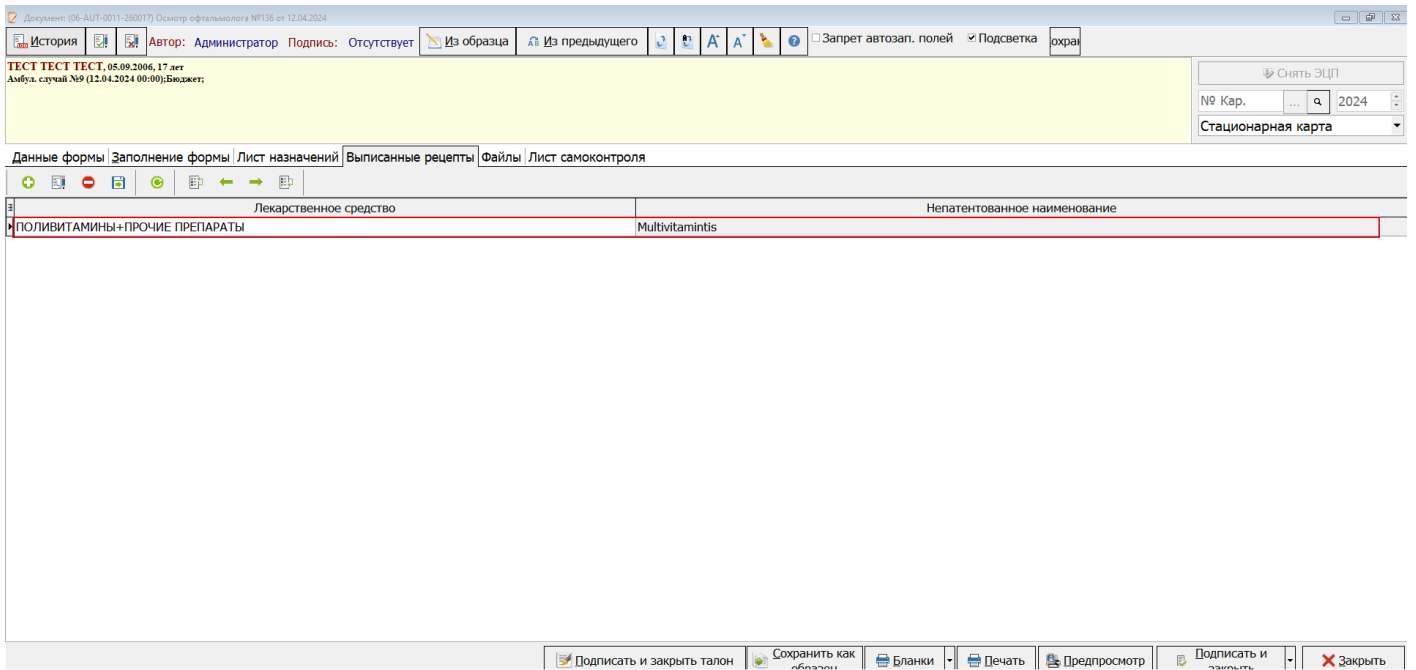 Документ: (06-AUT-0011-260017) Осмотр офтальмолога №136 от 12.04.2024
История Автор: Администратор Подпись: Отсутствует Из образца Из предыдущего A A Запрет автозап. полей Подсветка
ТЕСТ ТЕСТ ТЕСТ, 05.09.2006, 17 лет
Амбул. случай №9 (12.04.2024 00:00);Бюджет;
Снять ЭЦП
№ Кар. ... 2024
Стационарная карта
Данные формы Заполнение формы Лист назначений Выписанные рецепты Файлы Лист самоконтроля
Лекарственное средство Непатентованное наименование
ПОЛИВИТАМИНЫ+ПРОЧИЕ ПРЕПАРАТЫ Multivitamintis
Подписать и закрыть талон Сохранить как образец Бланки Печать Предпросмотр Подписать и закрыть Закрыть